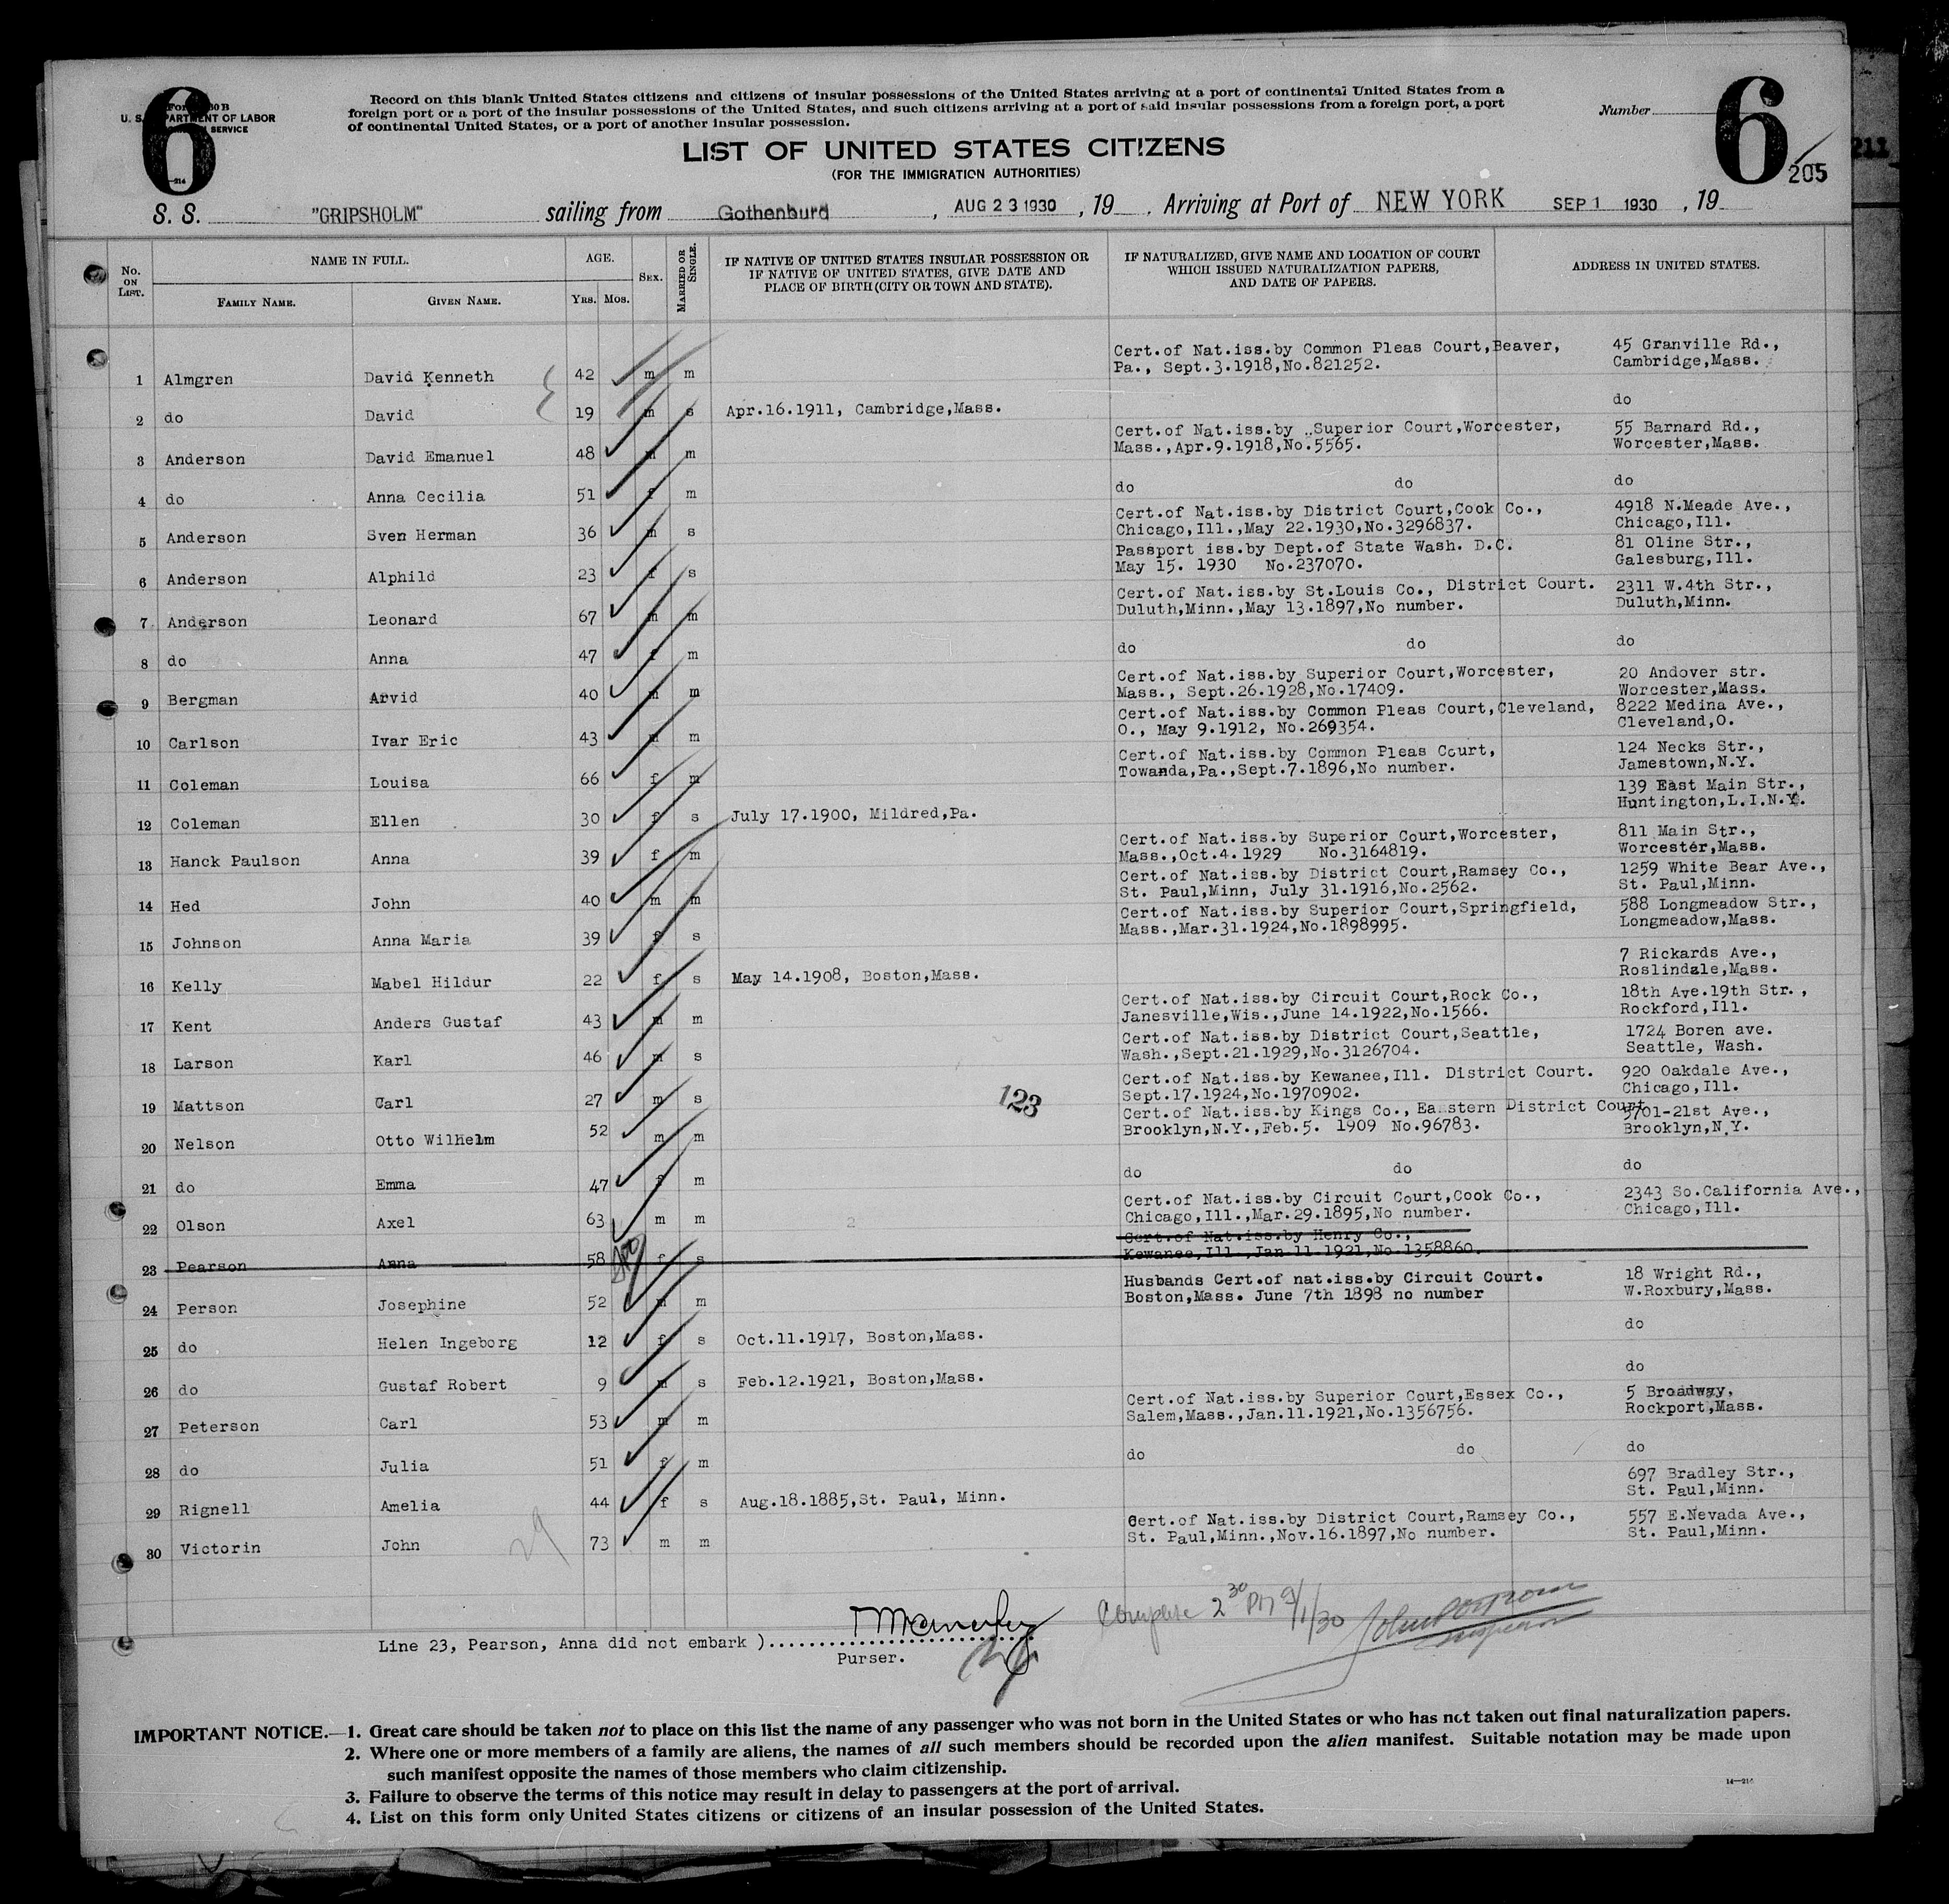 6
Form 630 B
U. S. DEPARTMENT OF LABOR
SERVICE
Record on this blank United States citizens and citizens of insular possessions of the United States arriving at a port of continental United States from a
foreign port or a port of the insular possessions of the United States, and such citizens arriving at a port of said insular possessions from a foreign port, a port
of continental United States, or a port of another insular possession.
Number
6
205
211
LIST OF UNITED STATES CITIZENS
(FOR THE IMMIGRATION AUTHORITIES)
S. S. "GRIPSHOLM" sailing from Gothenburg, AUG 23 1930, 19 , Arriving at Port of NEW YORK SEP 1 1930, 19
No. ON LIST. NAME IN FULL. FAMILY NAME. GIVEN NAME. AGE. YRS. MOS. SEX. MARRIED OR SINGLE.
IF NATIVE OF UNITED STATES INSULAR POSSESSION OR
IF NATIVE OF UNITED STATES, GIVE DATE AND
PLACE OF BIRTH (CITY OR TOWN AND STATE).
IF NATURALIZED, GIVE NAME AND LOCATION OF COURT
WHICH ISSUED NATURALIZATION PAPERS,
AND DATE OF PAPERS.
ADDRESS IN UNITED STATES.
Cert.of Nat.iss.by Common Pleas Court,Beaver, 45 Granville Rd.,
1 Almgren David Kenneth 42 m m Pa., Sept.3.1918,No.821252. Cambridge,Mass.
2 do David 19 m s Apr.16.1911, Cambridge,Mass. do
Cert.of Nat.iss.by Superior Court,Worcester, 55 Barnard Rd.,
3 Anderson David Emanuel 48 m m Mass.,Apr.9.1918,No.5565. Worcester,Mass.
4 do Anna Cecilia 51 f m do do do
Cert.of Nat.iss.by District Court,Cook Co., 4918 N.Meade Ave.,
5 Anderson Sven Herman 36 m s Chicago,Ill.,May 22.1930,No.3296837. Chicago,Ill.
Passport iss.by Dept.of State Wash. D.C. 81 Oline Str.,
6 Anderson Alphild 23 f s May 15. 1930 No.237070. Galesburg,Ill.
Cert.of Nat.iss.by St.Louis Co., District Court. 2311 W.4th Str.,
7 Anderson Leonard 67 m m Duluth,Minn.,May 13.1897,No number. Duluth,Minn.
8 do Anna 47 f m do do do
Cert.of Nat.iss.by Superior Court,Worcester, 20 Andover str.
9 Bergman Arvid 40 m m Mass., Sept.26.1928,No.17409. Worcester,Mass.
Cert.of Nat.iss.by Common Pleas Court,Cleveland, 8222 Medina Ave.,
10 Carlson Ivar Eric 43 m m O., May 9.1912, No.269354. Cleveland,O.
Cert.of Nat.iss.by Common Pleas Court, 124 Necks Str.,
11 Coleman Louisa 66 f m Towanda,Pa.,Sept.7.1896,No number. Jamestown,N.Y.
139 East Main Str.,
12 Coleman Ellen 30 f s July 17.1900, Mildred,Pa. Huntington,L.I.N.Y.
Cert.of Nat.iss.by Superior Court,Worcester, 811 Main Str.,
13 Hanck Paulson Anna 39 f m Mass.,Oct.4.1929 No.3164819. Worcester,Mass.
Cert.of Nat.iss.by District Court,Ramsey Co., 1259 White Bear Ave.,
14 Hed John 40 m m St. Paul,Minn, July 31.1916,No.2562. St. Paul,Minn.
Cert.of Nat.iss.by Superior Court,Springfield, 588 Longmeadow Str.,
15 Johnson Anna Maria 39 f s Mass.,Mar.31.1924,No.1898995. Longmeadow,Mass.
7 Rickards Ave.,
16 Kelly Mabel Hildur 22 f s May 14.1908, Boston,Mass. Roslindale,Mass.
Cert.of Nat.iss.by Circuit Court,Rock Co., 18th Ave.19th Str.,
17 Kent Anders Gustaf 43 m m Janesville,Wis.,June 14.1922,No.1566. Rockford,Ill.
Cert.of Nat.iss.by District Court,Seattle, 1724 Boren ave.
18 Larson Karl 46 m s Wash.,Sept.21.1929,No.3126704. Seattle, Wash.
Cert.of Nat.iss.by Kewanee,Ill. District Court. 920 Oakdale Ave.,
19 Mattson Carl 27 m s 123 Sept.17.1924,No.1970902. Chicago,Ill.
Cert.of Nat.iss.by Kings Co., Eastern District Court 5701-21st Ave.,
20 Nelson Otto Wilhelm 52 m m Brooklyn,N.Y.,Feb.5. 1909 No.96783. Brooklyn,N.Y.
21 do Emma 47 f m do do do
Cert.of Nat.iss.by Circuit Court,Cook Co., 2343 So.California Ave.,
22 Olson Axel 63 m m Chicago,Ill.,Mar.29.1895,No number. Chicago,Ill.
Cert.of Nat.iss.by Henry Co.,
23 Pearson Anna 58 f s Kewanee,Ill.,Jan.11.1921,No.1358860.
Husbands Cert.of nat.iss.by Circuit Court. 18 Wright Rd.,
24 Person Josephine 52 m m Boston,Mass. June 7th 1898 no number W.Roxbury,Mass.
25 do Helen Ingeborg 12 f s Oct.11.1917, Boston,Mass. do
26 do Gustaf Robert 9 m s Feb.12.1921, Boston,Mass. do
Cert.of Nat.iss.by Superior Court,Essex Co., 5 Broadway,
27 Peterson Carl 53 m m Salem,Mass.,Jan.11.1921,No.1356756. Rockport,Mass.
28 do Julia 51 f m do do do
697 Bradley Str.,
29 Rignell Amelia 44 f s Aug.18.1885,St. Paul, Minn. St. Paul,Minn.
Cert.of Nat.iss.by District Court,Ramsey Co., 557 E.Nevada Ave.,
30 Victorin John 73 m m St. Paul,Minn.,Nov.16.1897,No number. St. Paul,Minn.
29
Complete 2 30 PM 9/1/30
Line 23, Pearson, Anna did not embark ).................................
Purser.
Inspector
IMPORTANT NOTICE.—1. Great care should be taken not to place on this list the name of any passenger who was not born in the United States or who has not taken out final naturalization papers.
2. Where one or more members of a family are aliens, the names of all such members should be recorded upon the alien manifest. Suitable notation may be made upon
such manifest opposite the names of those members who claim citizenship.
3. Failure to observe the terms of this notice may result in delay to passengers at the port of arrival.
4. List on this form only United States citizens or citizens of an insular possession of the United States.
14—214